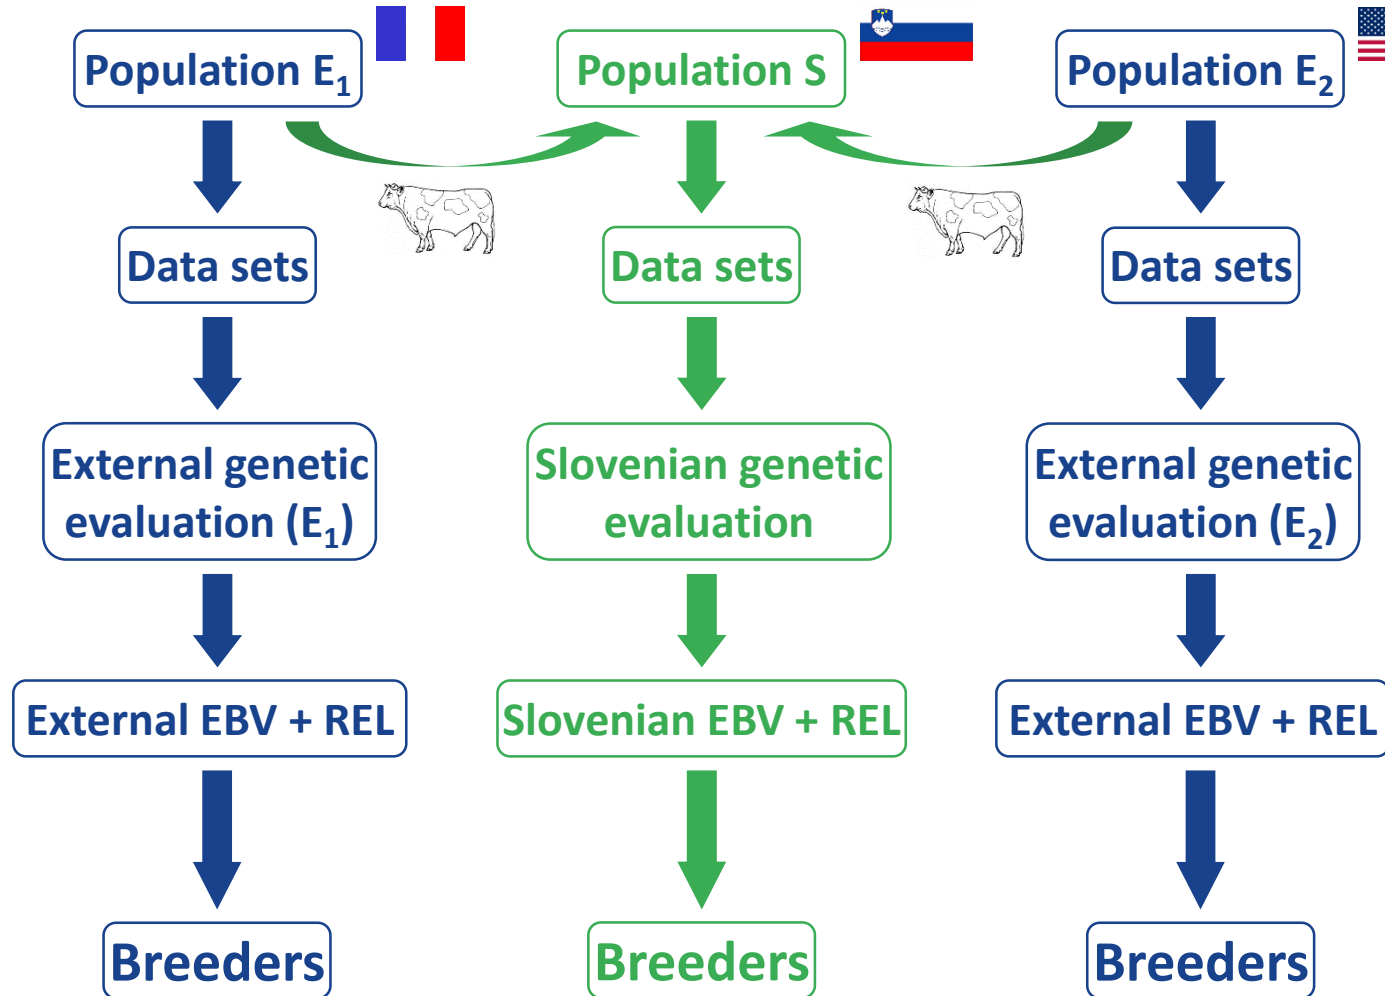 Population E₁
Population S
Population E₂
Data sets
Data sets
Data sets
External genetic
evaluation (E₁)
Slovenian genetic
evaluation
External genetic
evaluation (E₂)
External EBV + REL
Slovenian EBV + REL
External EBV + REL
Breeders
Breeders
Breeders